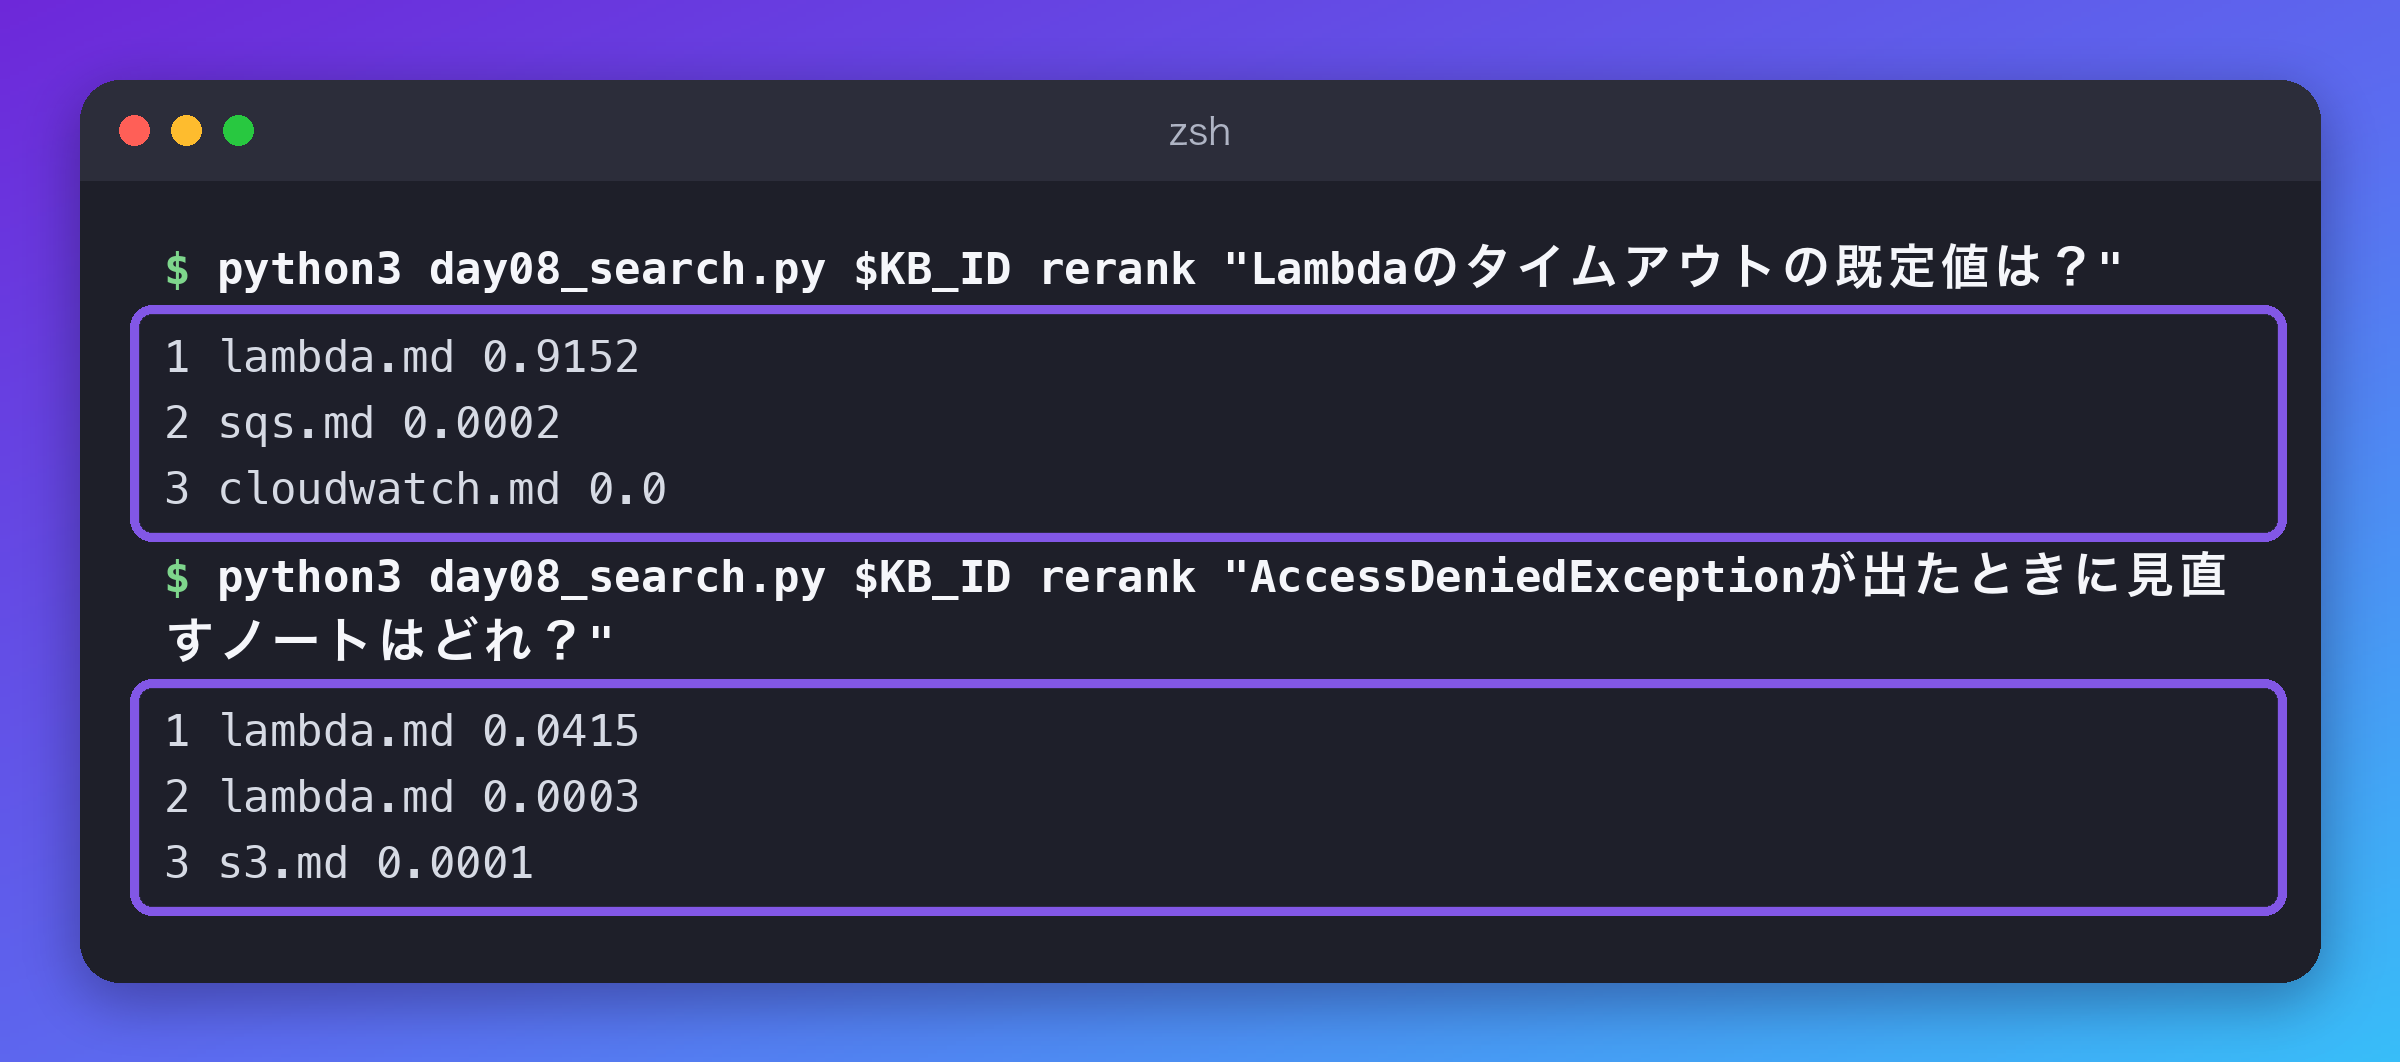 zsh
$ python3 day08_search.py $KB_ID rerank "Lambdaのタイムアウトの既定値は？"
1 lambda.md 0.9152
2 sqs.md 0.0002
3 cloudwatch.md 0.0
$ python3 day08_search.py $KB_ID rerank "AccessDeniedExceptionが出たときに見直
すノートはどれ？"
1 lambda.md 0.0415
2 lambda.md 0.0003
3 s3.md 0.0001